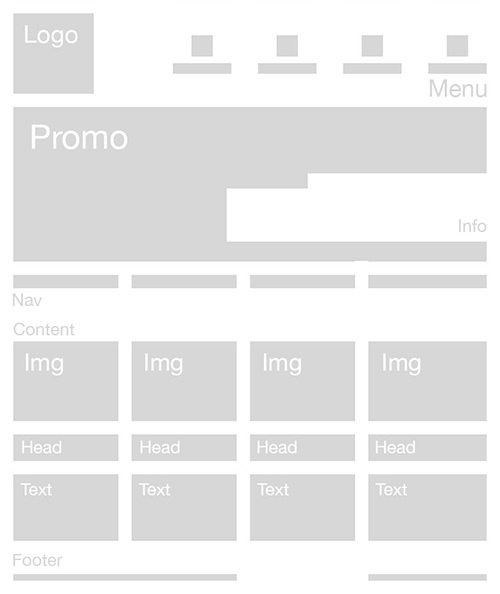 Logo
Menu
Promo
Info
Nav
Content
Img Img Img Img
Head Head Head Head
Text Text Text Text
Footer